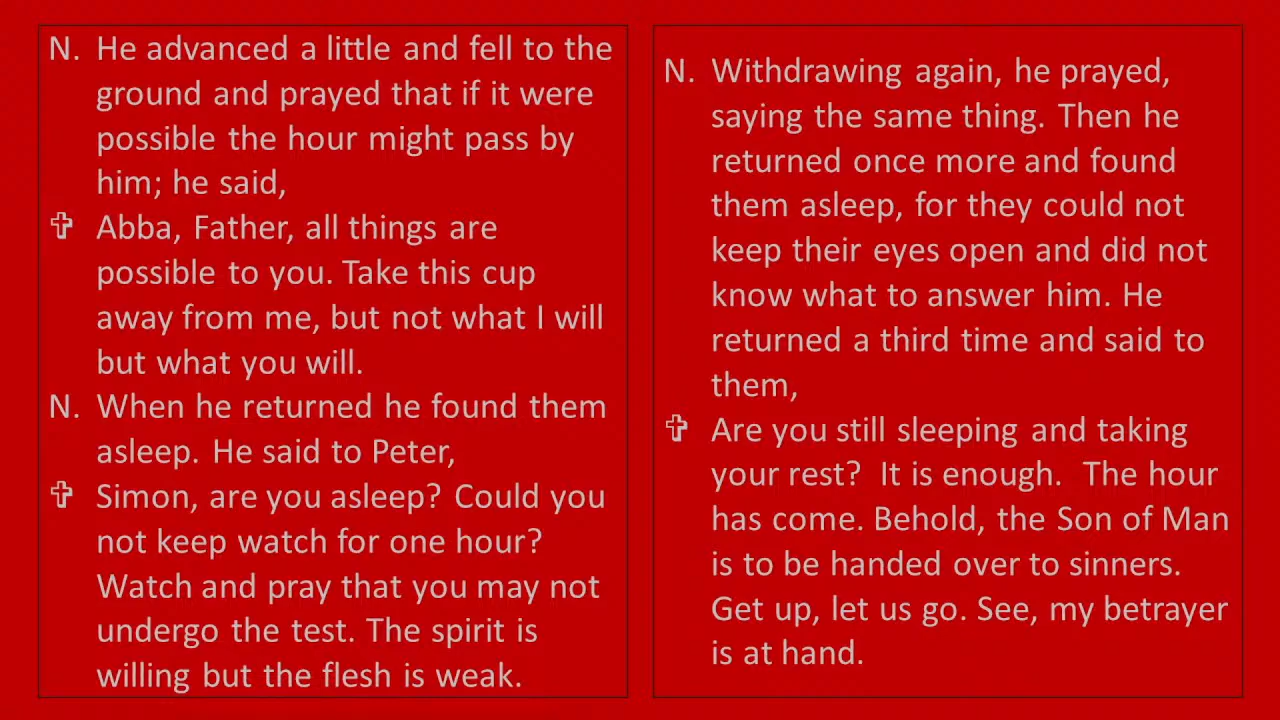 N. He advanced a little and fell to the
ground and prayed that if it were
possible the hour might pass by
him; he said,
✞ Abba, Father, all things are
possible to you. Take this cup
away from me, but not what I will
but what you will.
N. When he returned he found them
asleep. He said to Peter,
✞ Simon, are you asleep? Could you
not keep watch for one hour?
Watch and pray that you may not
undergo the test. The spirit is
willing but the flesh is weak.
N. Withdrawing again, he prayed,
saying the same thing. Then he
returned once more and found
them asleep, for they could not
keep their eyes open and did not
know what to answer him. He
returned a third time and said to
them,
✞ Are you still sleeping and taking
your rest? It is enough. The hour
has come. Behold, the Son of Man
is to be handed over to sinners.
Get up, let us go. See, my betrayer
is at hand.